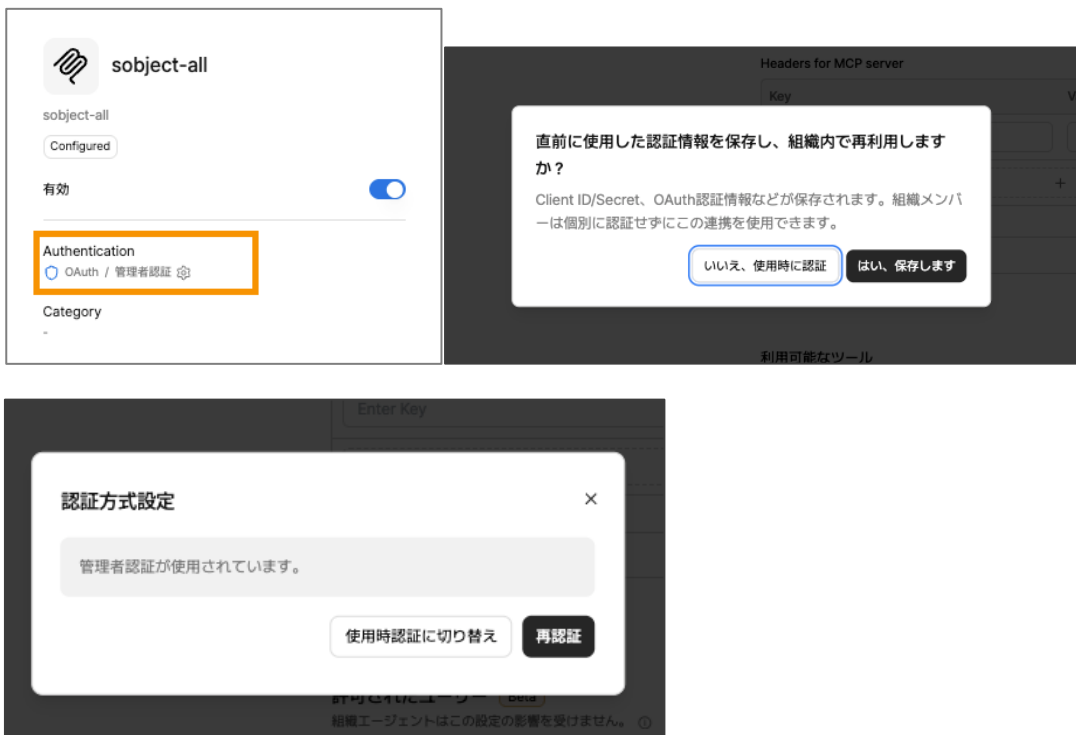 sobject-all
sobject-all
Configured
有効
Authentication
OAuth / 管理者認証
Category
-
Headers for MCP server
Key
V
直前に使用した認証情報を保存し、組織内で再利用します
か？
Client ID/Secret、OAuth認証情報などが保存されます。組織メンバ
ーは個別に認証せずにこの連携を使用できます。
いいえ、使用時に認証
はい、保存します
利用可能なツール
Enter Key
認証方式設定
管理者認証が使用されています。
使用時認証に切り替え
再認証
許可されたユーザー Beta
組織エージェントはこの設定の影響を受けません。